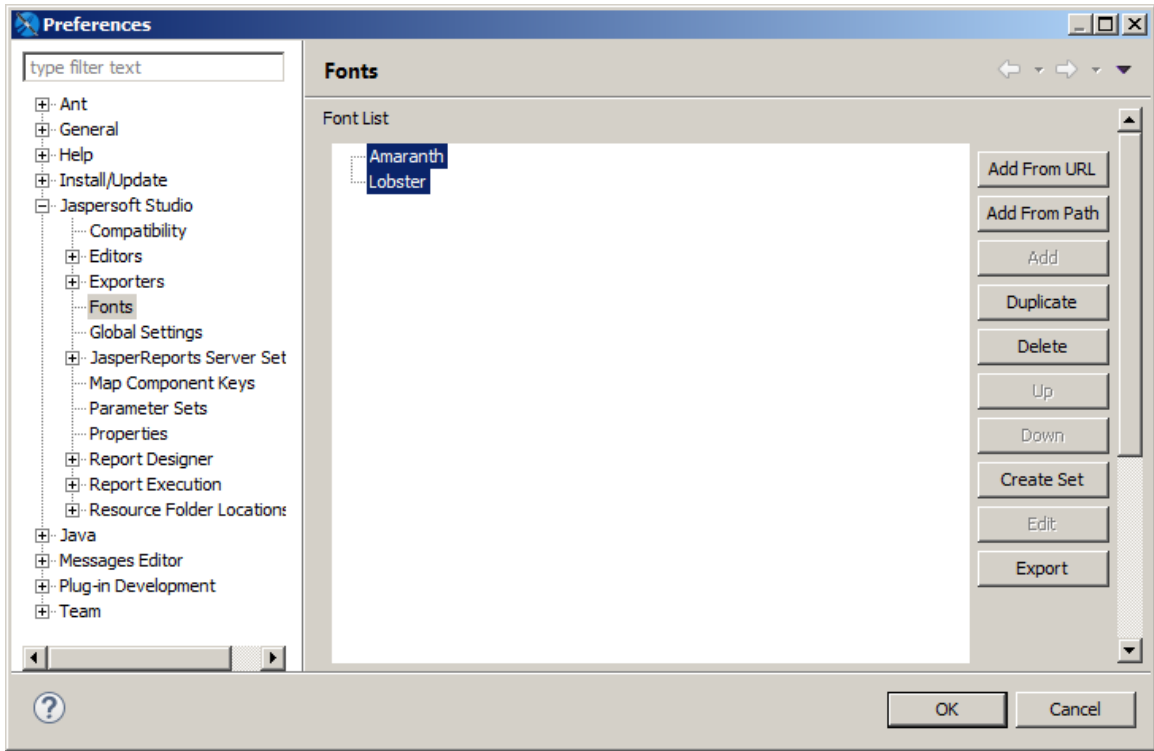 Preferences
type filter text
Ant
General
Help
Install/Update
Jaspersoft Studio
Compatibility
Editors
Exporters
Fonts
Global Settings
JasperReports Server Set
Map Component Keys
Parameter Sets
Properties
Report Designer
Report Execution
Resource Folder Locations
Java
Messages Editor
Plug-in Development
Team
Fonts
Font List
Amaranth
Lobster
Add From URL
Add From Path
Add
Duplicate
Delete
Up
Down
Create Set
Edit
Export
?
OK
Cancel